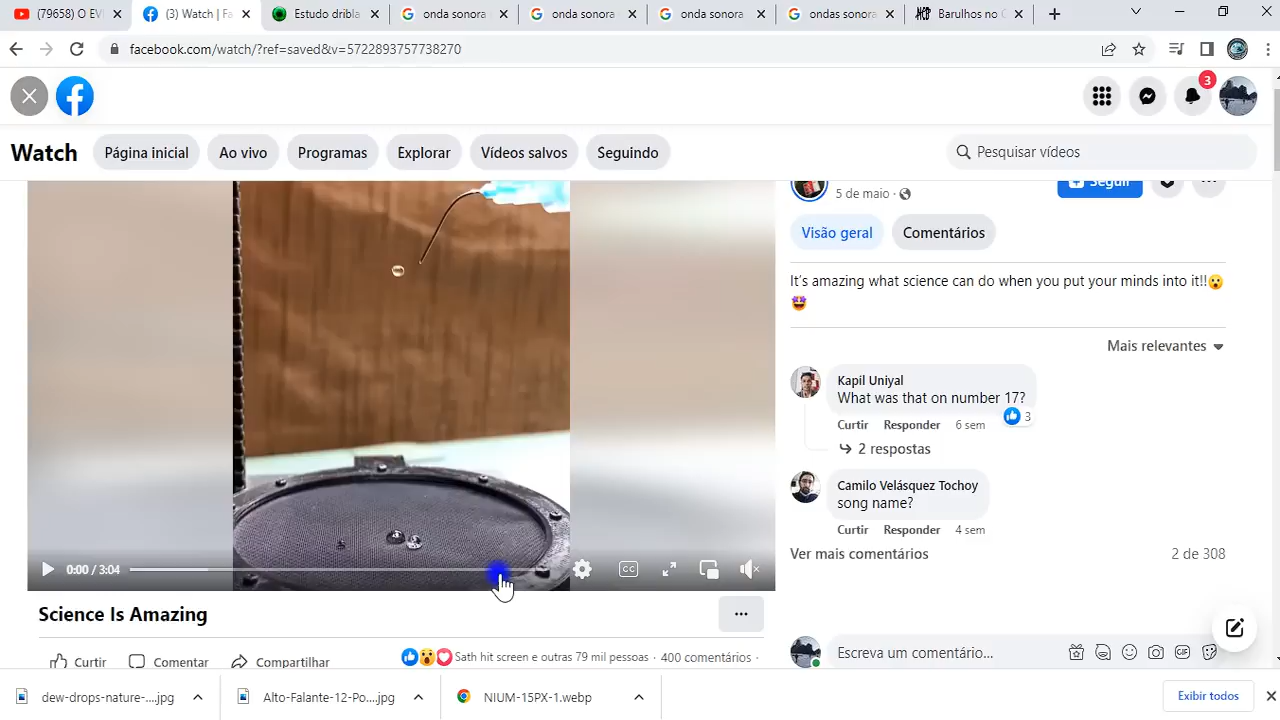 (79658) O EV
(3) Watch | Fa
Estudo dribla
onda sonora
onda sonora
onda sonora
ondas sonora
Barulhos no
facebook.com/watch/?ref=saved&v=5722893757738270
3
Watch
Página inicial
Ao vivo
Programas
Explorar
Vídeos salvos
Seguindo
Pesquisar vídeos
5 de maio ·
Seguir
Visão geral
Comentários
It's amazing what science can do when you put your minds into it!!😮
🤩
Mais relevantes
Kapil Uniyal
What was that on number 17?
Curtir Responder 6 sem
3
2 respostas
Camilo Velásquez Tochoy
song name?
Curtir Responder 4 sem
Ver mais comentários
2 de 308
0:00 / 3:04
CC
Science Is Amazing
...
Curtir
Comentar
Compartilhar
Sath hit screen e outras 79 mil pessoas · 400 comentários ·
Escreva um comentário...
GIF
dew-drops-nature-....jpg
Alto-Falante-12-Po....jpg
NIUM-15PX-1.webp
Exibir todos